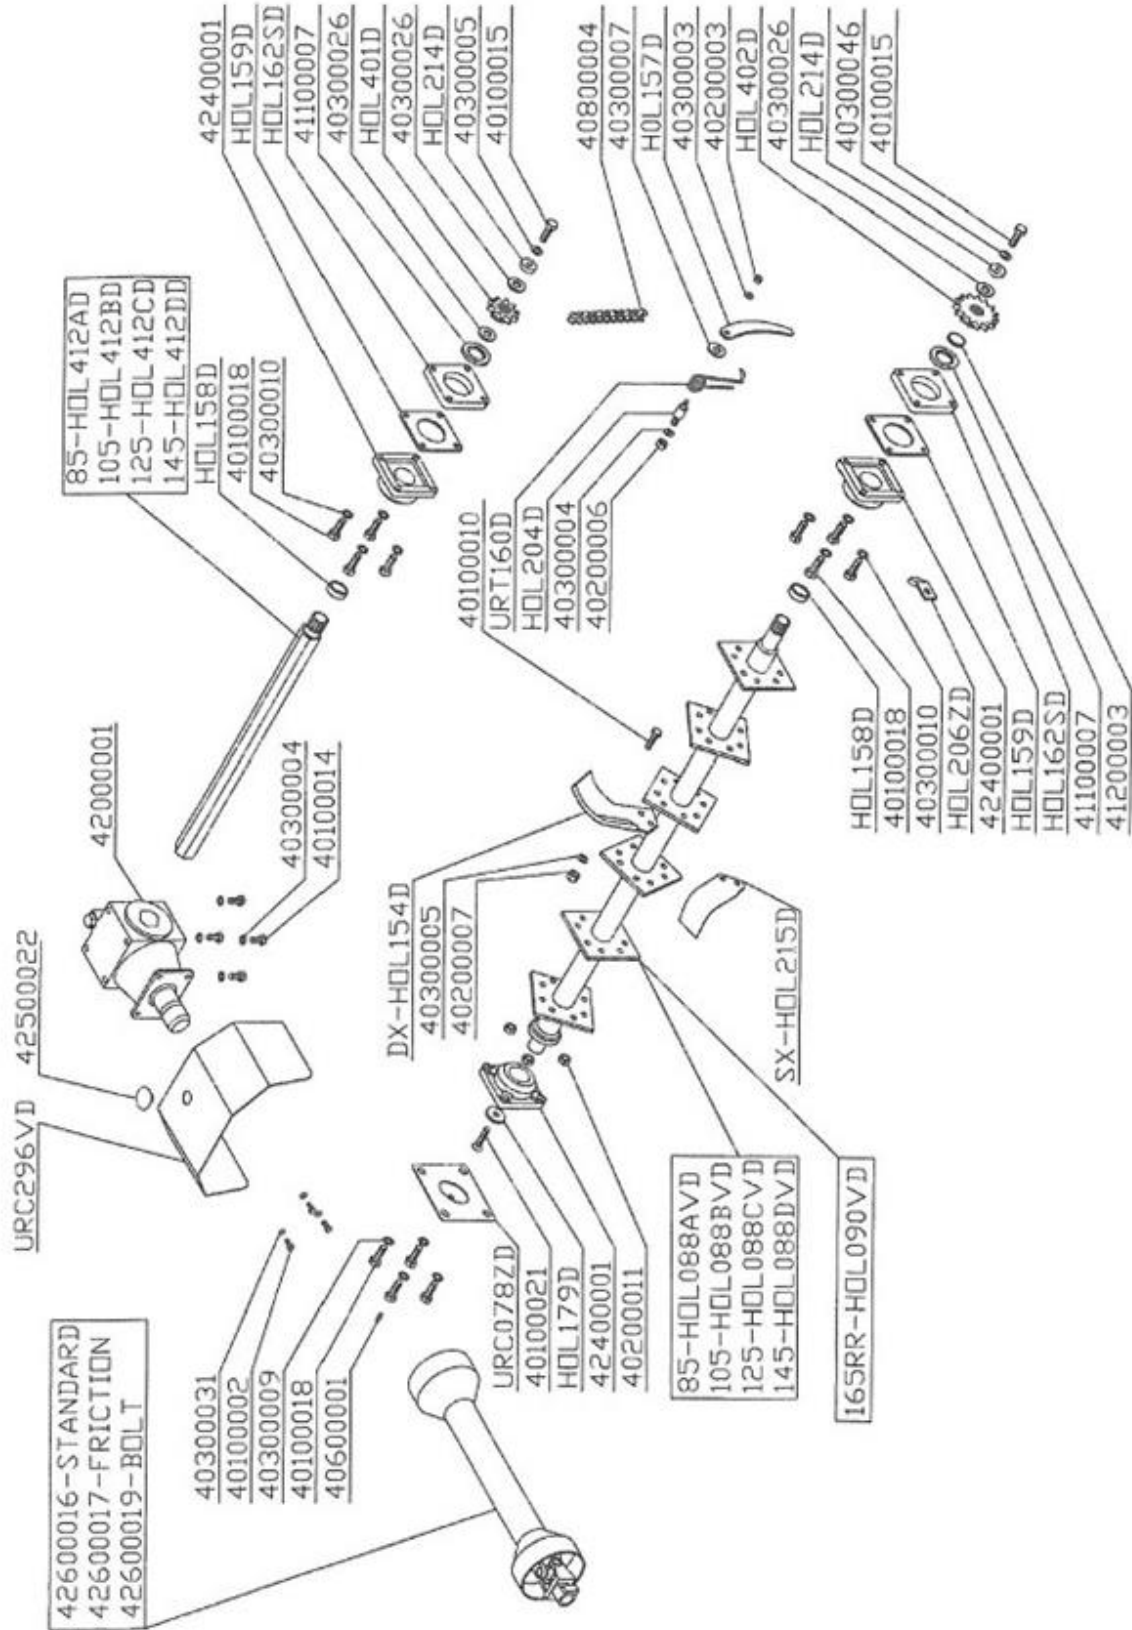 42600016-STANDARD
42600017-FRICTION
42600019-BOLT
URC296VD
42500022
42000001
40300004
40100014
85-HOL412AD
105-HOL412BD
125-HOL412CD
145-HOL412DD
HOL158D
40100018
40300010
42400001
HOL159D
HOL162SD
41100007
40300026
HOL401D
40300026
HOL214D
40300005
40100015
40300031
40100002
40300009
40100018
40600001
DX-HOL154D
40300005
40200007
40100010
URT160D
HOL204D
40300004
40200006
40800004
40300007
HOL157D
40300003
40200003
HOL402D
40300026
HOL214D
40300046
40100015
URC078ZD
40100021
HOL179D
42400001
40200011
85-HOL088AVD
105-HOL088BVD
125-HOL088CVD
145-HOL088DVD
165RR-HOL090VD
SX-HOL215D
HOL158D
40100018
40300010
HOL206ZD
42400001
HOL159D
HOL162SD
41100007
41200003